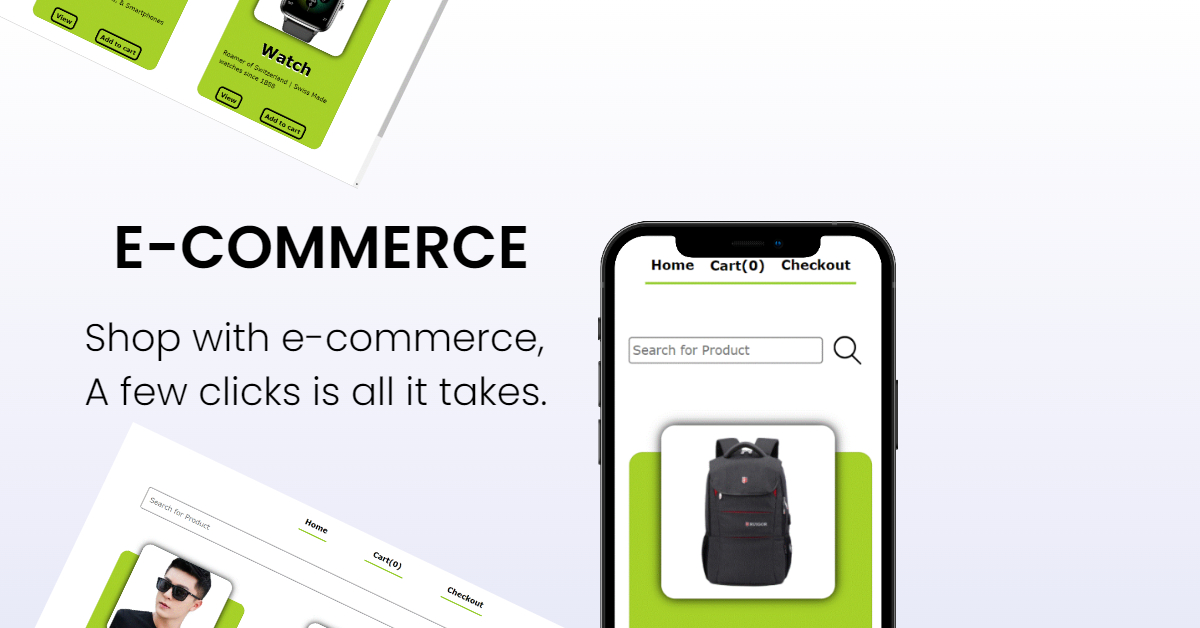 & Smartphones
View
Add to cart
Watch
Roamer of Switzerland | Swiss Made
watches since 1888
View
Add to cart
E-COMMERCE
Shop with e-commerce,
A few clicks is all it takes.
Home Cart(0) Checkout
Search for Product
Search for Product
Home
Cart(0)
Checkout